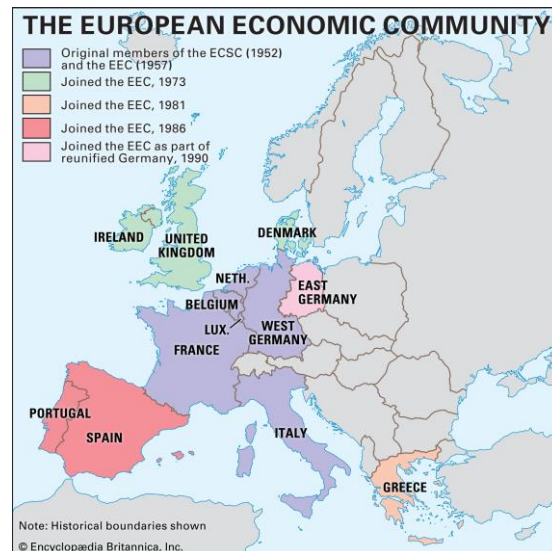 THE EUROPEAN ECONOMIC COMMUNITY
Original members of the ECSC (1952)
and the EEC (1957)
Joined the EEC, 1973
Joined the EEC, 1981
Joined the EEC, 1986
Joined the EEC as part of
reunified Germany, 1990
IRELAND
UNITED
KINGDOM
DENMARK
NETH.
EAST
GERMANY
BELGIUM
LUX.
WEST
GERMANY
FRANCE
PORTUGAL
SPAIN
ITALY
GREECE
Note: Historical boundaries shown
© Encyclopædia Britannica, Inc.